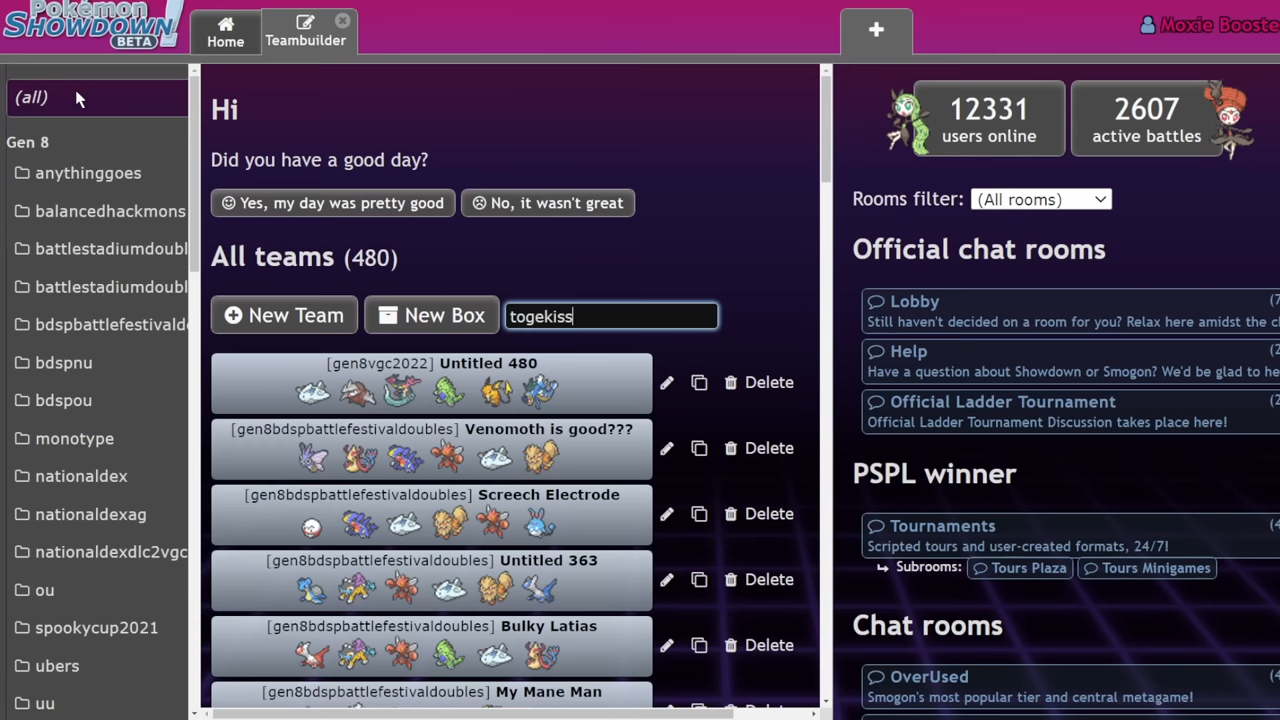 Pokémon
SHOWDOWN!
BETA
Home
Teambuilder
Moxie Booste
(all)
Gen 8
anythinggoes
balancedhackmons
battlestadiumdoubl
battlestadiumdoubl
bdspbattlefestivaldo
bdspnu
bdspou
monotype
nationaldex
nationaldexag
nationaldexdlc2vgc
ou
spookycup2021
ubers
uu
Hi
Did you have a good day?
Yes, my day was pretty good
No, it wasn't great
All teams (480)
New Team
New Box
togekiss
[gen8vgc2022] Untitled 480
Delete
[gen8bdspbattlefestivaldoubles] Venomoth is good???
Delete
[gen8bdspbattlefestivaldoubles] Screech Electrode
Delete
[gen8bdspbattlefestivaldoubles] Untitled 363
Delete
[gen8bdspbattlefestivaldoubles] Bulky Latias
Delete
[gen8bdspbattlefestivaldoubles] My Mane Man
12331
users online
2607
active battles
Rooms filter: (All rooms)
Official chat rooms
Lobby
Still haven't decided on a room for you? Relax here amidst the c
Help
Have a question about Showdown or Smogon? We'd be glad to he
Official Ladder Tournament
Official Ladder Tournament Discussion takes place here!
PSPL winner
Tournaments
Scripted tours and user-created formats, 24/7!
Subrooms: Tours Plaza Tours Minigames
Chat rooms
OverUsed
Smogon's most popular tier and central metagame!